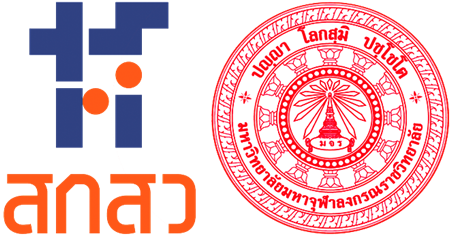 สกสว
ปญฺญา โลกสฺมิ ปชฺโชโต
มจร
มหาวิทยาลัยมหาจุฬาลงกรณราชวิทยาลัย